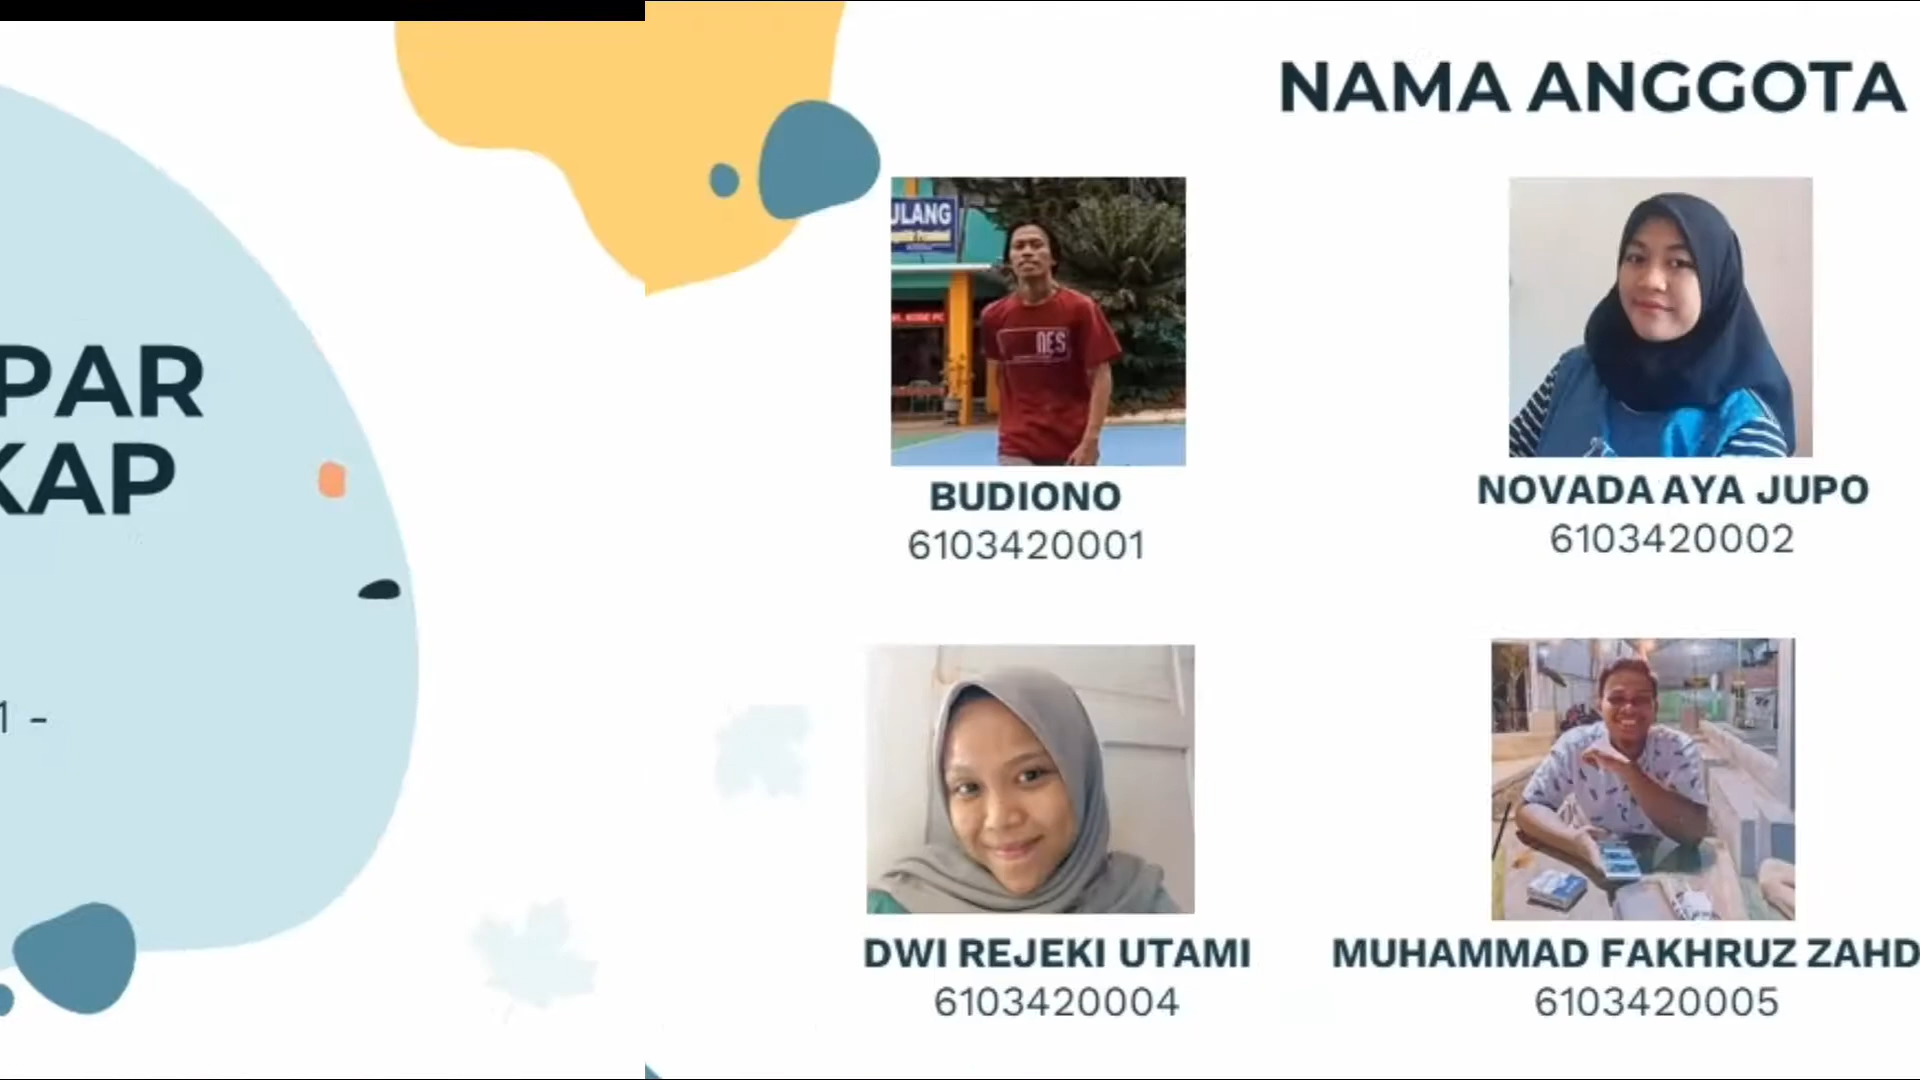 PAR
KAP
1 -
NAMA ANGGOTA
ULANG
BUDIONO
6103420001
NOVADA AYA JUPO
6103420002
DWI REJEKI UTAMI
6103420004
MUHAMMAD FAKHRUZ ZAHD
6103420005